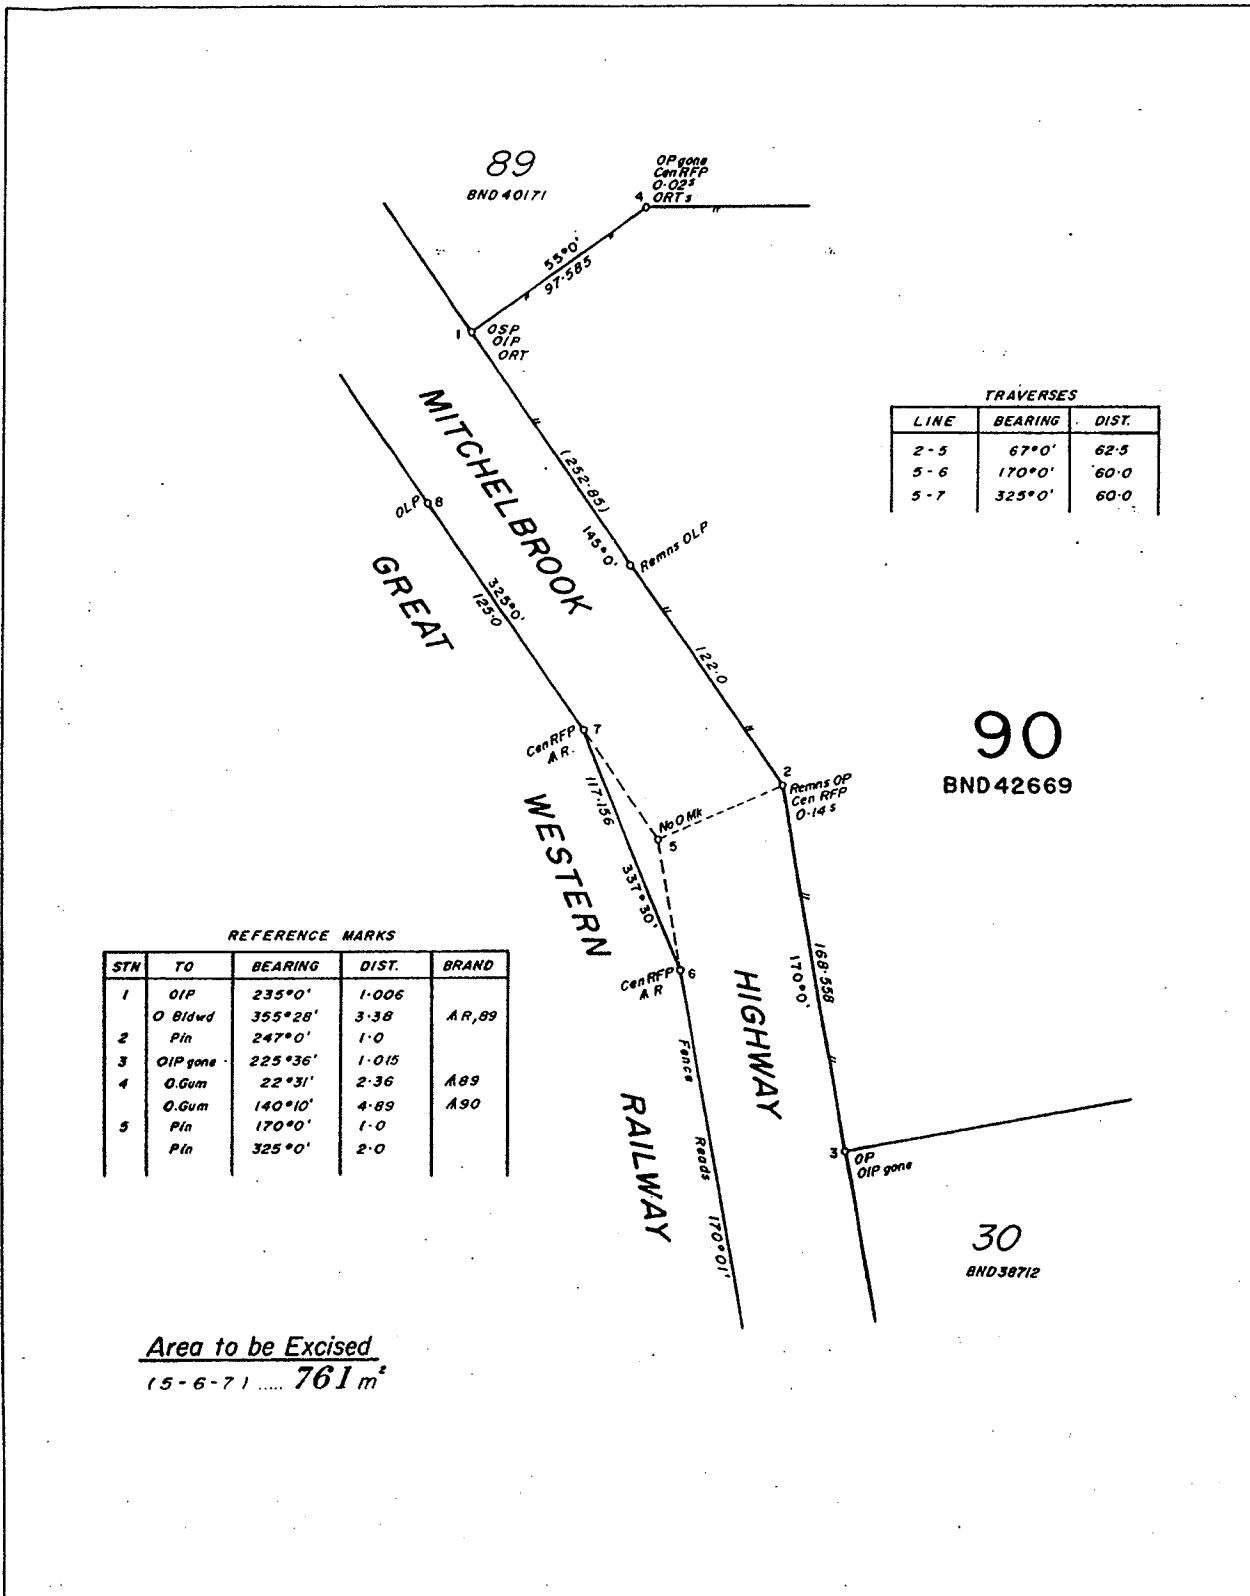 89
BND 40171
OP gone
Cen RFP
0·02ˢ
4 ORTs
55°0'
97·585
1
OSP
OIP
ORT
MITCHELBROOK
(252·851)
145°0'
Remns OLP
TRAVERSES
LINE BEARING DIST.
2-5 67°0' 62·5
5-6 170°0' 60·0
5-7 325°0' 60·0
OLP 8
GREAT
325°0'
125·0
122·0
90
BND 42669
Cen RFP 7
A.R.
2
Remns OP
Cen RFP
0·14 s
WESTERN
117·156
337°30'
No O Mk
5
168·558
170°0'
Cen RFP 6
A R
HIGHWAY
Fence Reads 170°01'
RAILWAY
REFERENCE MARKS
STN TO BEARING DIST. BRAND
1 OIP 235°0' 1·006
O Bldwd 355°28' 3·38 AR,89
2 Pin 247°0' 1·0
3 OIP gone 225°36' 1·015
4 O.Gum 22°31' 2·36 A89
O.Gum 140°10' 4·89 A90
5 Pin 170°0' 1·0
Pin 325°0' 2·0
3
OP
OIP gone
30
BND38712
Area to be Excised
(5-6-7) ..... 761 m²